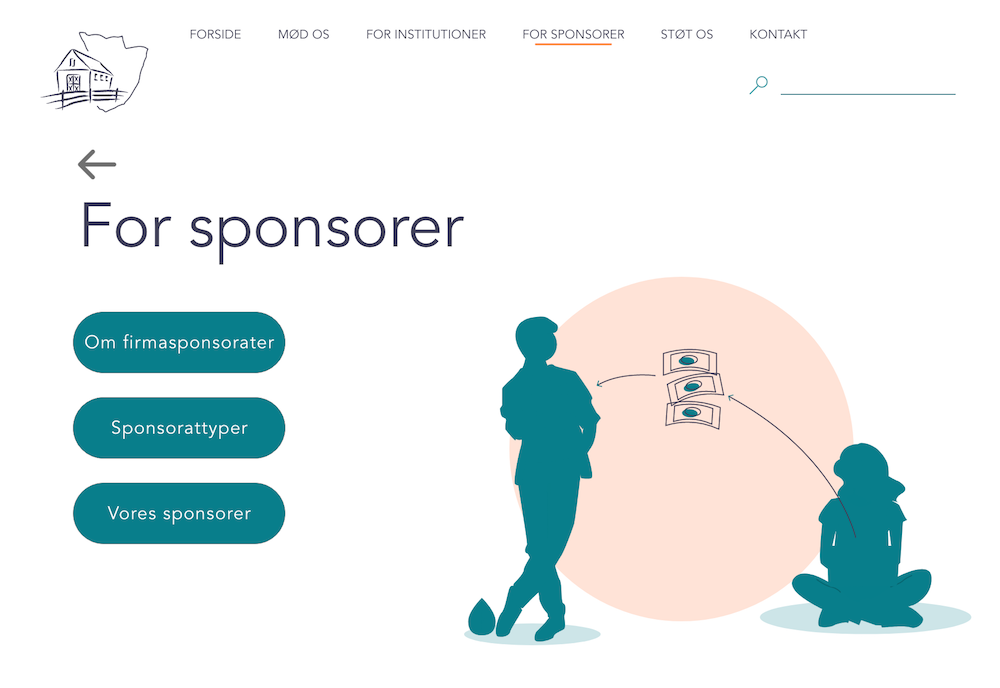 FORSIDE
MØD OS
FOR INSTITUTIONER
FOR SPONSORER
STØT OS
KONTAKT
For sponsorer
Om firmasponsorater
Sponsorattyper
Vores sponsorer